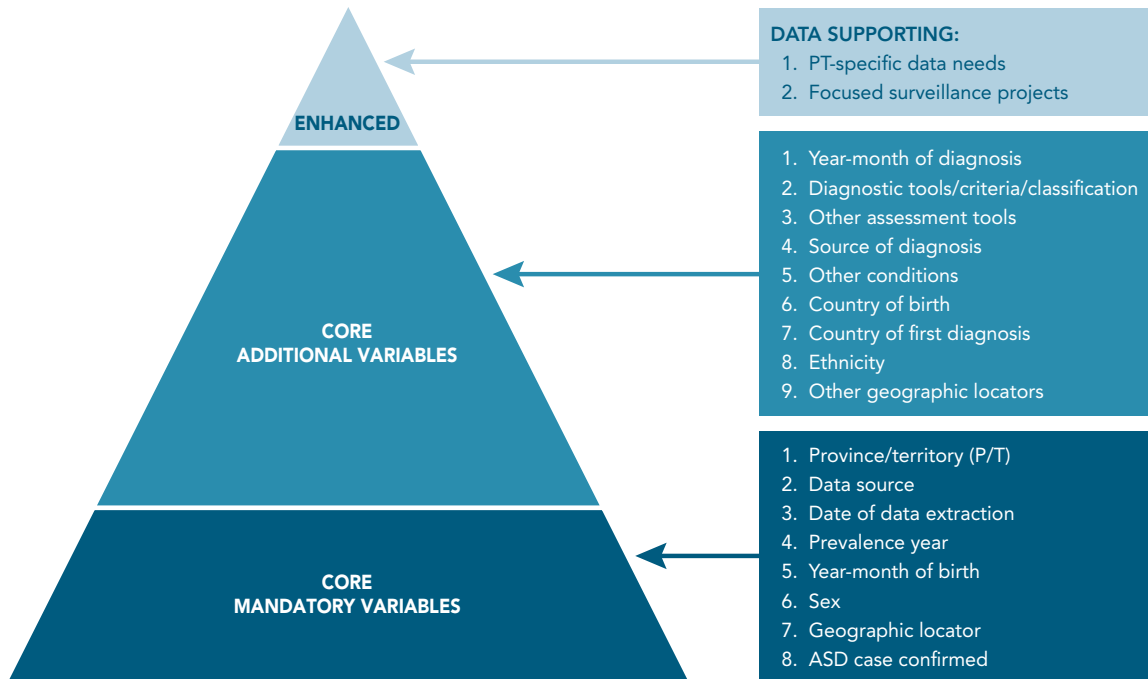 DATA SUPPORTING:
1. PT-specific data needs
2. Focused surveillance projects
ENHANCED
1. Year-month of diagnosis
2. Diagnostic tools/criteria/classification
3. Other assessment tools
4. Source of diagnosis
5. Other conditions
6. Country of birth
7. Country of first diagnosis
8. Ethnicity
9. Other geographic locators
CORE
ADDITIONAL VARIABLES
1. Province/territory (P/T)
2. Data source
3. Date of data extraction
4. Prevalence year
5. Year-month of birth
6. Sex
7. Geographic locator
8. ASD case confirmed
CORE
MANDATORY VARIABLES